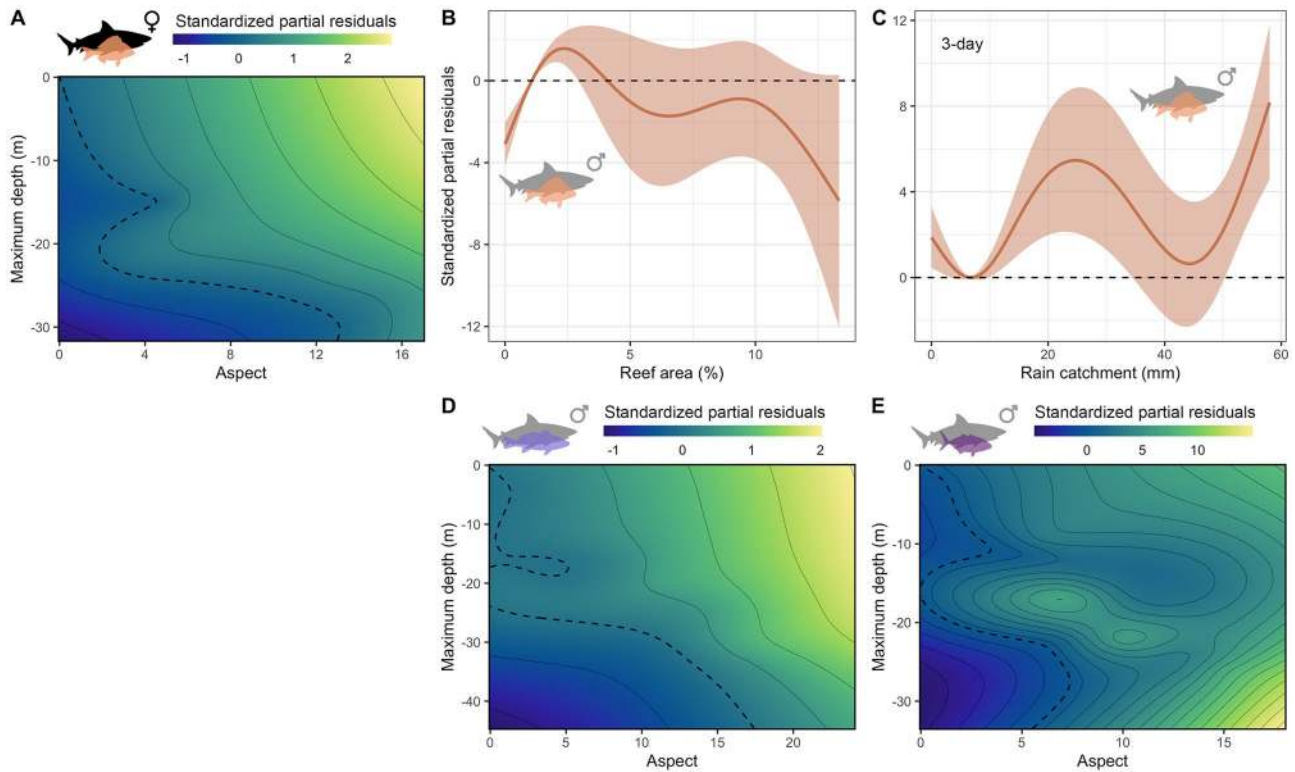 A
♀
Standardized partial residuals
-1 0 1 2
Maximum depth (m)
0
-10
-20
-30
0 4 8 12 16
Aspect
B
Standardized partial residuals
0
-4
-8
-12
♂
0 5 10
Reef area (%)
C
3-day
♂
12
8
4
0
0 20 40 60
Rain catchment (mm)
D
♂
Standardized partial residuals
-1 0 1 2
Maximum depth (m)
0
-10
-20
-30
-40
0 5 10 15 20
Aspect
E
♂
Standardized partial residuals
0 5 10
Maximum depth (m)
0
-10
-20
-30
0 5 10 15
Aspect